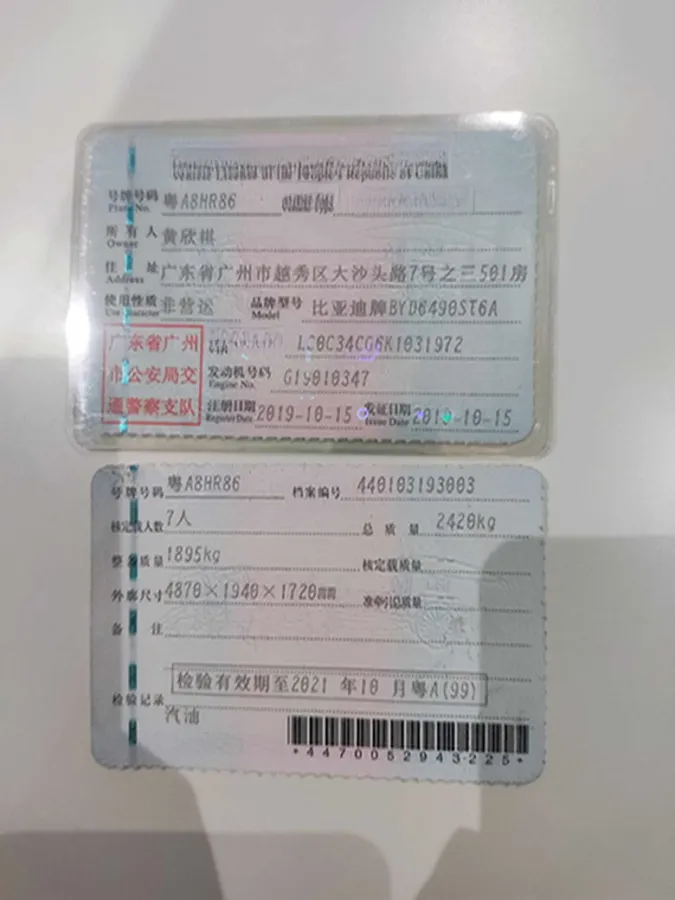 号牌号码 粤A8HR86
Plate No.
所有人 黄欣祺
Owner
住址 广东省广州市越秀区大沙头路7号之三501房
Address
使用性质 非营运 品牌型号 比亚迪牌BYD6490ST6A
Use Character Model
广东省广州 LC0C34CG6K1031972
市公安局交 发动机号码 G19010347
Engine No.
通警察支队 注册日期 2019-10-15 发证日期 2019-10-15
Register Date Issue Date
号牌号码 粤A8HR86 档案编号 440103193003
核定载人数 7人 总质量 2420kg
整备质量 1895kg 核定载质量 --
外廓尺寸 4870×1940×1720mm 准牵引总质量 --
备注
检验有效期至2021 年10 月粤A(99)
检验记录
汽油
*4470052943225*